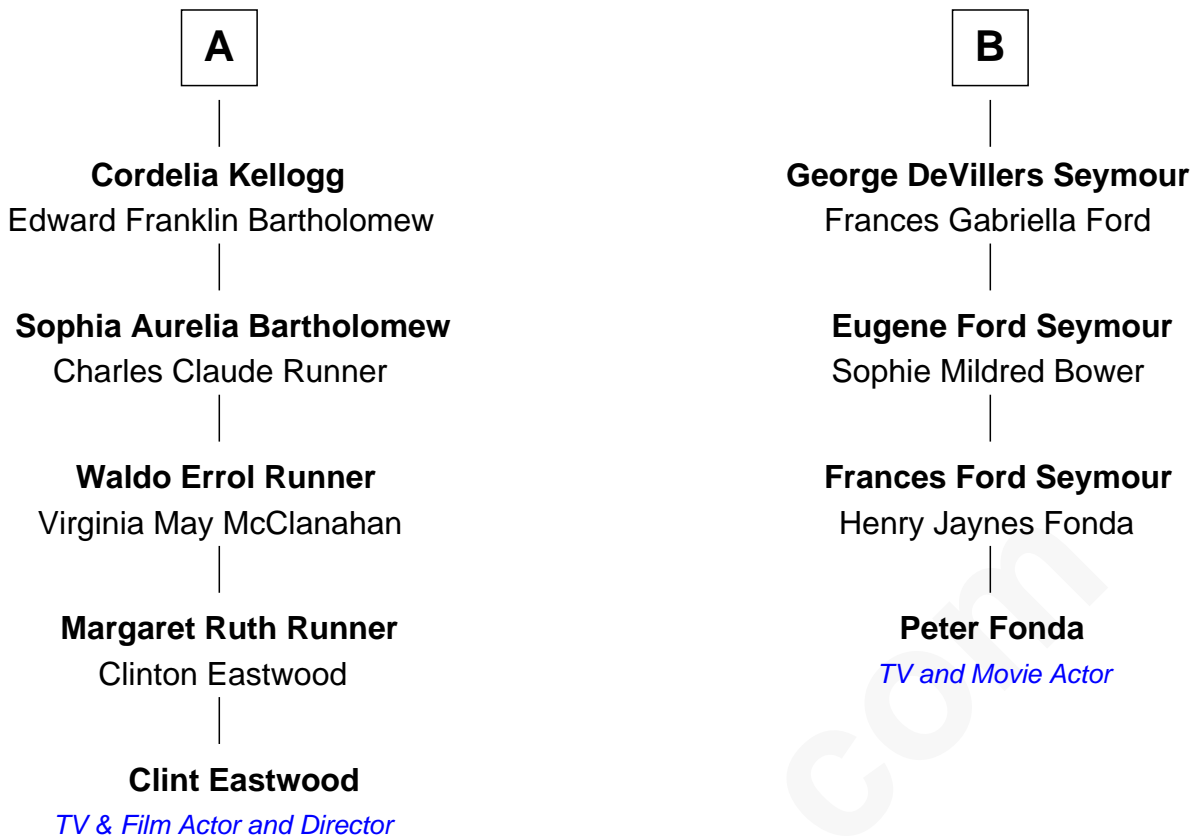 A
Cordelia Kellogg
Edward Franklin Bartholomew
Sophia Aurelia Bartholomew
Charles Claude Runner
Waldo Errol Runner
Virginia May McClanahan
Margaret Ruth Runner
Clinton Eastwood
Clint Eastwood
TV & Film Actor and Director
B
George DeVillers Seymour
Frances Gabriella Ford
Eugene Ford Seymour
Sophie Mildred Bower
Frances Ford Seymour
Henry Jaynes Fonda
Peter Fonda
TV and Movie Actor
com